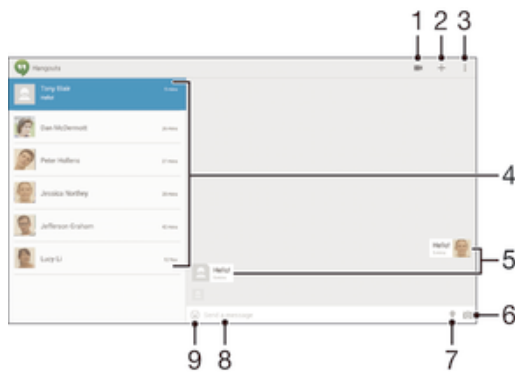 1 2 3
Hangouts
Tony Blair
Hello!
Dan McDermott
Peter Hellens
Jessica Northey
Jefferson Graham
Lucy Li
4
Hello!
5
Hello!
Send a message
6
9 8 7